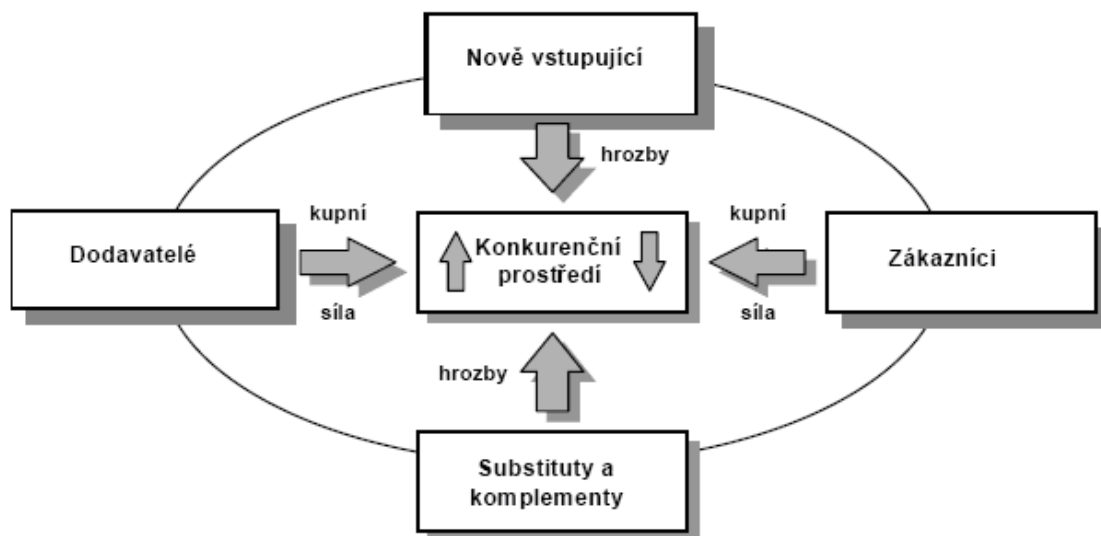 Nově vstupující
hrozby
Dodavatelé
kupní
síla
Konkurenční
prostředí
kupní
síla
Zákazníci
hrozby
Substituty a
komplementy